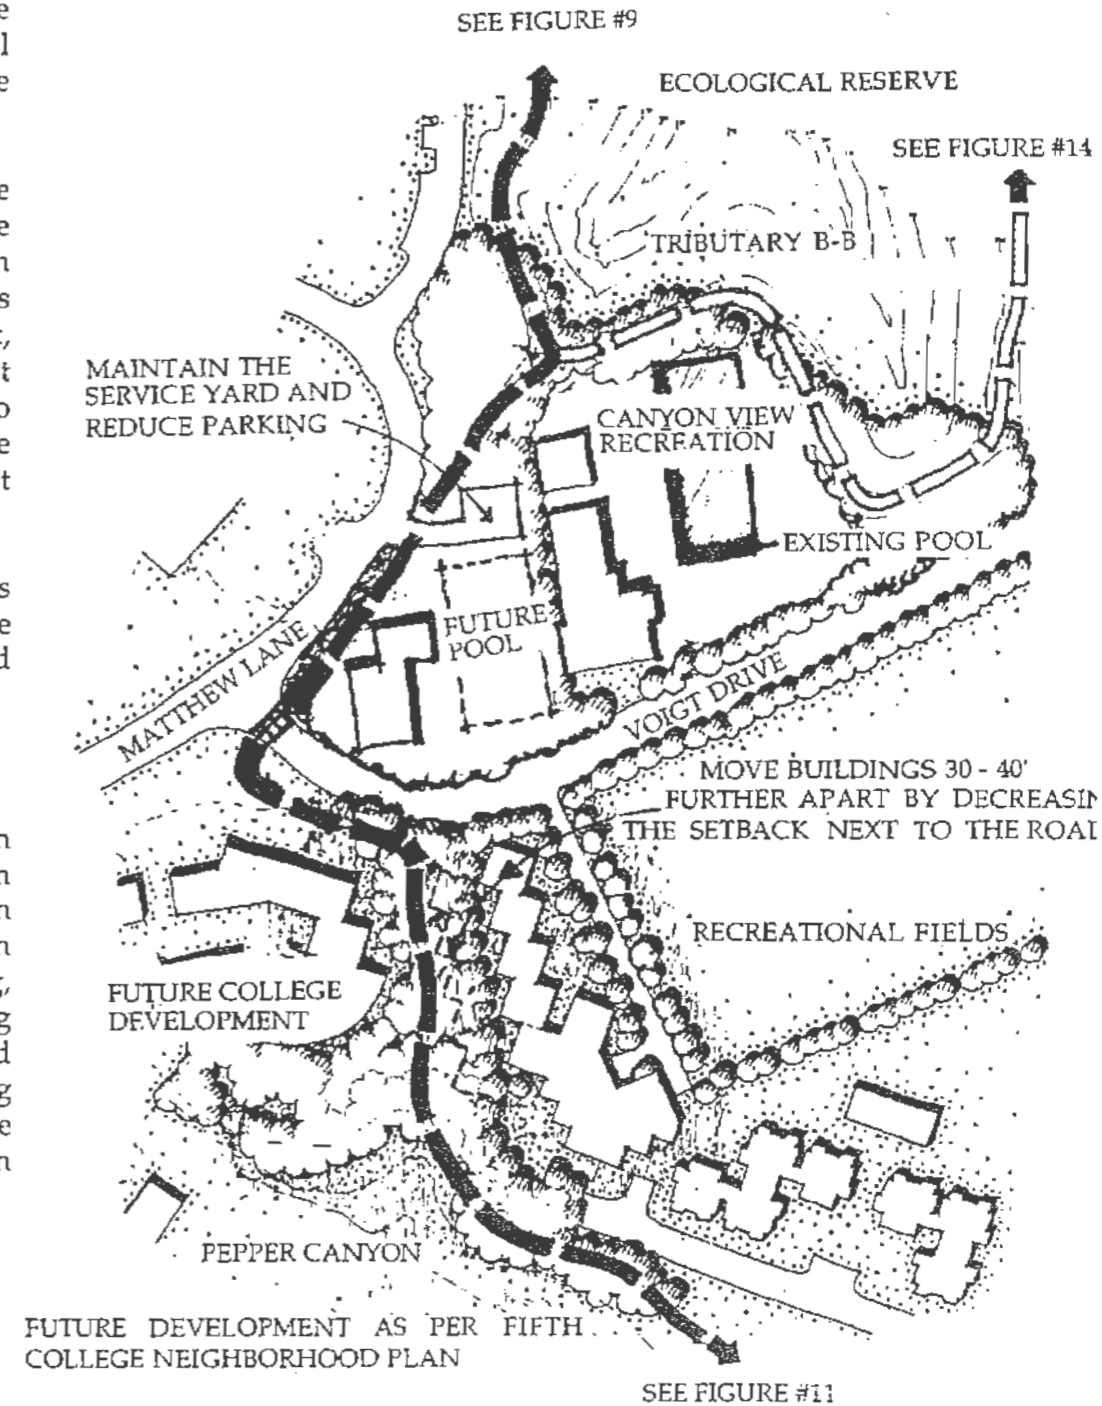 SEE FIGURE #9
ECOLOGICAL RESERVE
SEE FIGURE #14
TRIBUTARY B-B
MAINTAIN THE
SERVICE YARD AND
REDUCE PARKING
CANYON VIEW
RECREATION
EXISTING POOL
FUTURE
POOL
MATTHEW LANE
VOIGT DRIVE
MOVE BUILDINGS 30 - 40'
FURTHER APART BY DECREASIN
THE SETBACK NEXT TO THE ROAD
RECREATIONAL FIELDS
FUTURE COLLEGE
DEVELOPMENT
PEPPER CANYON
FUTURE DEVELOPMENT AS PER FIFTH
COLLEGE NEIGHBORHOOD PLAN
SEE FIGURE #11